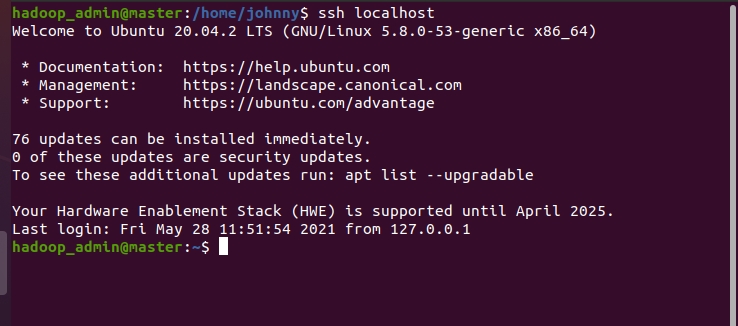 hadoop_admin@master:/home/johnny$ ssh localhost
Welcome to Ubuntu 20.04.2 LTS (GNU/Linux 5.8.0-53-generic x86_64)
* Documentation:  https://help.ubuntu.com
* Management:     https://landscape.canonical.com
* Support:        https://ubuntu.com/advantage
76 updates can be installed immediately.
0 of these updates are security updates.
To see these additional updates run: apt list --upgradable
Your Hardware Enablement Stack (HWE) is supported until April 2025.
Last login: Fri May 28 11:51:54 2021 from 127.0.0.1
hadoop_admin@master:~$